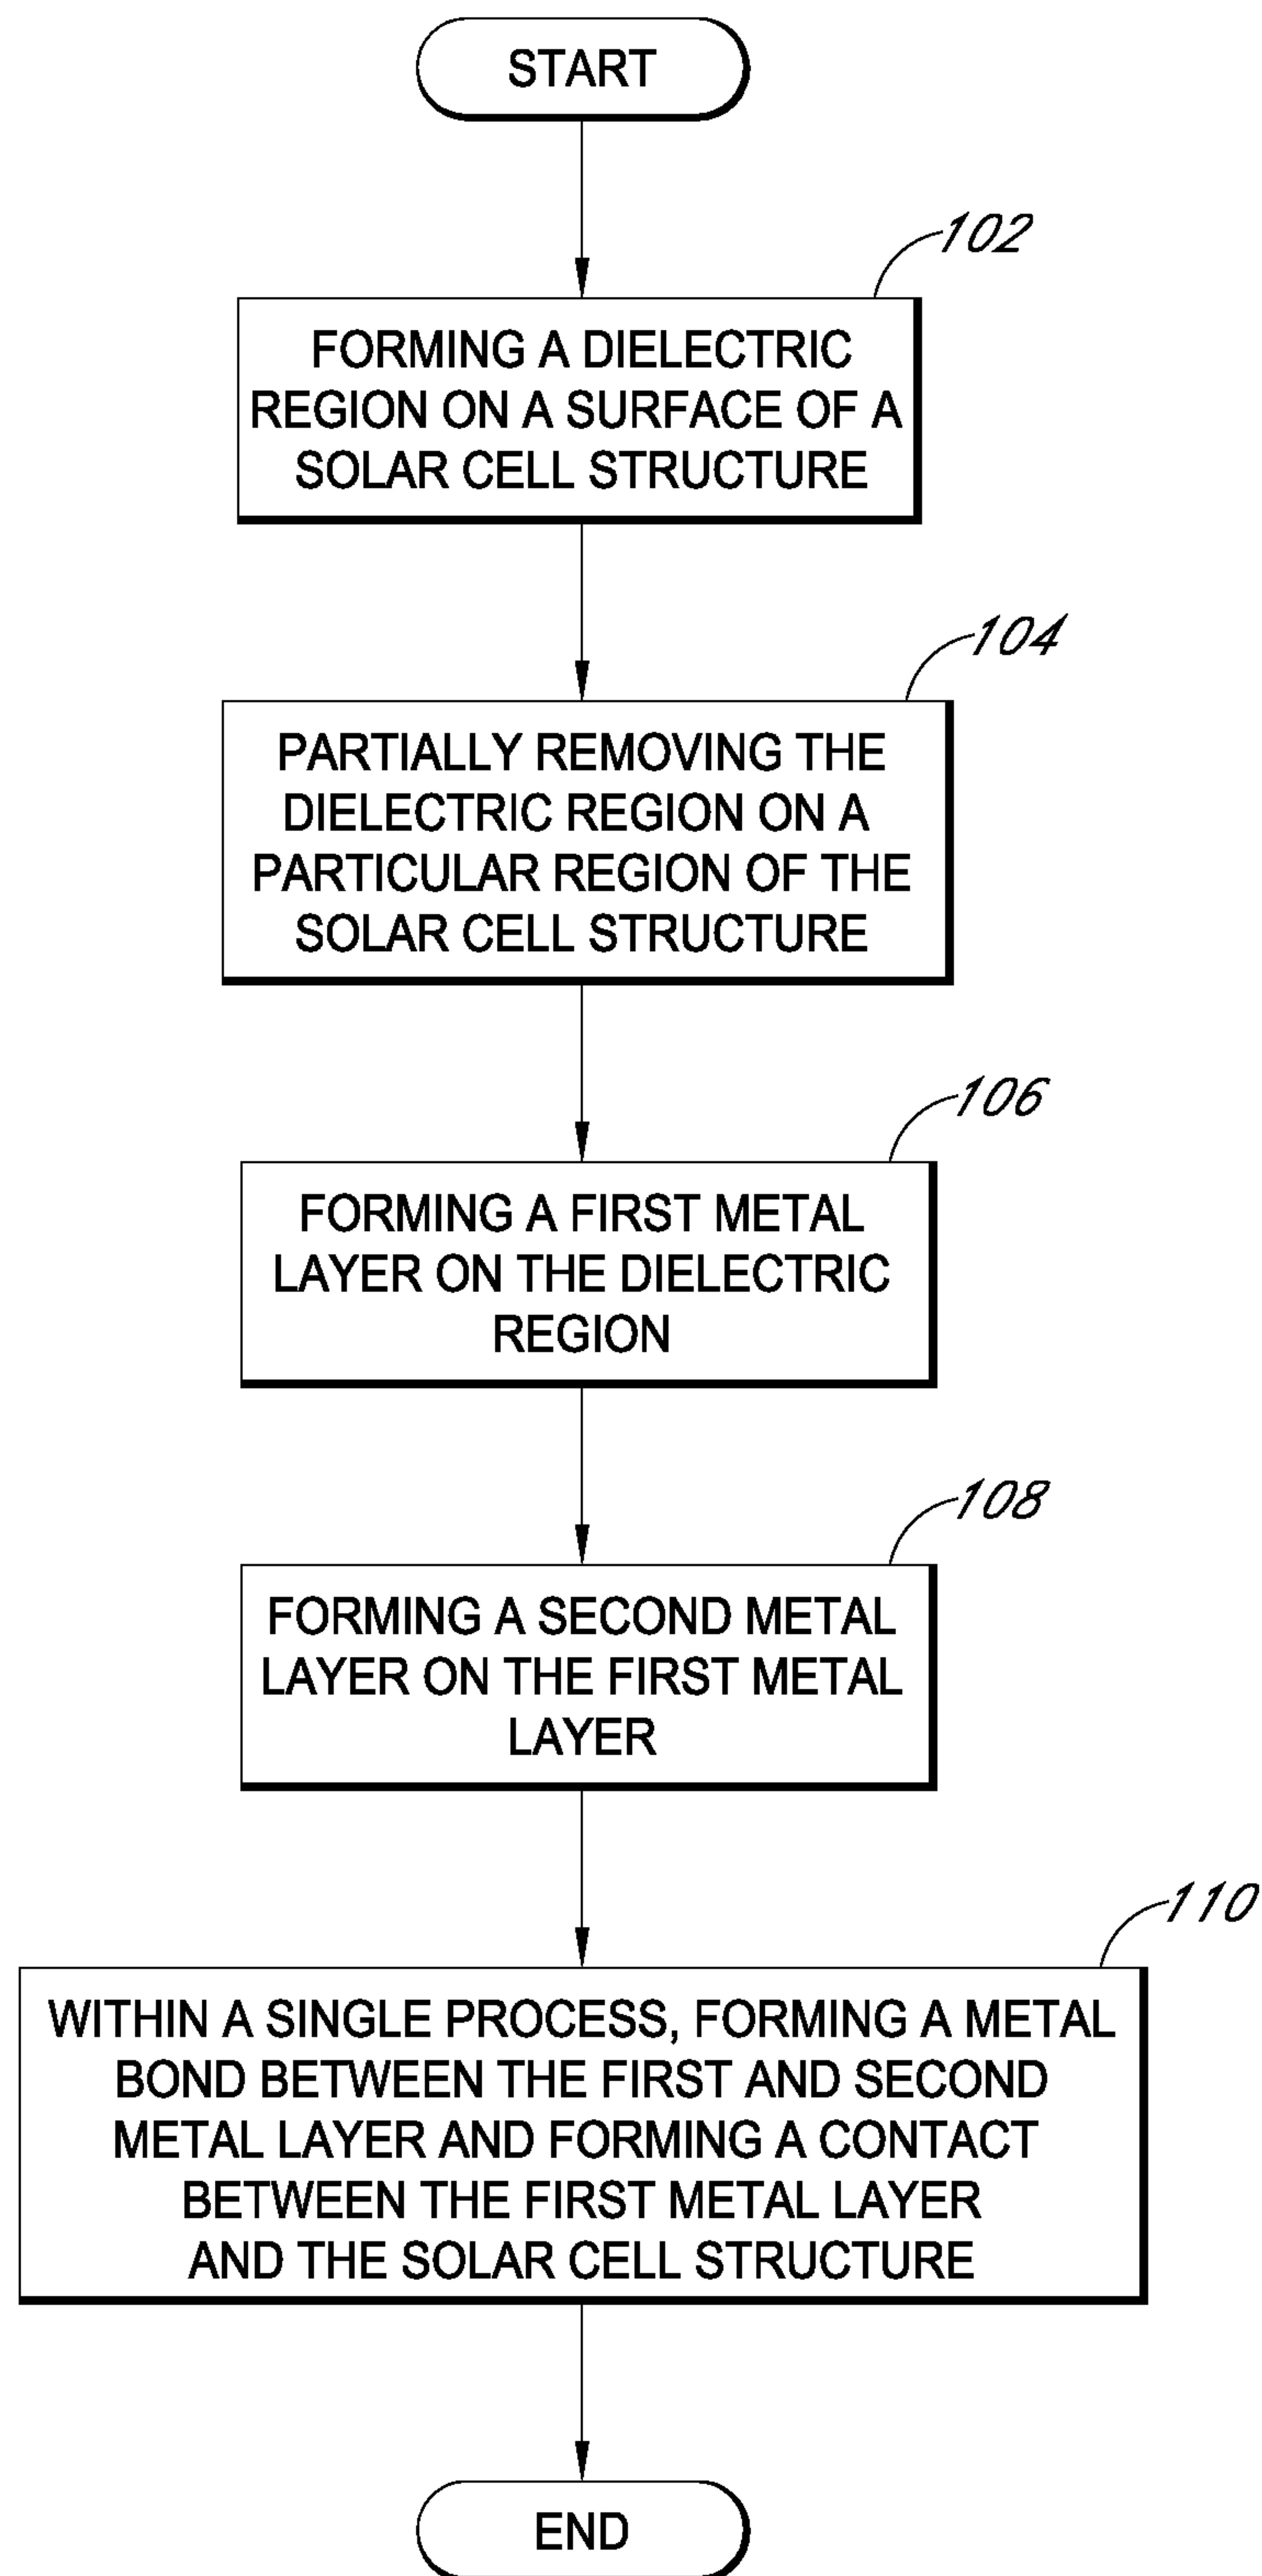 START
102
FORMING A DIELECTRIC
REGION ON A SURFACE OF A
SOLAR CELL STRUCTURE
104
PARTIALLY REMOVING THE
DIELECTRIC REGION ON A
PARTICULAR REGION OF THE
SOLAR CELL STRUCTURE
106
FORMING A FIRST METAL
LAYER ON THE DIELECTRIC
REGION
108
FORMING A SECOND METAL
LAYER ON THE FIRST METAL
LAYER
110
WITHIN A SINGLE PROCESS, FORMING A METAL
BOND BETWEEN THE FIRST AND SECOND
METAL LAYER AND FORMING A CONTACT
BETWEEN THE FIRST METAL LAYER
AND THE SOLAR CELL STRUCTURE
END